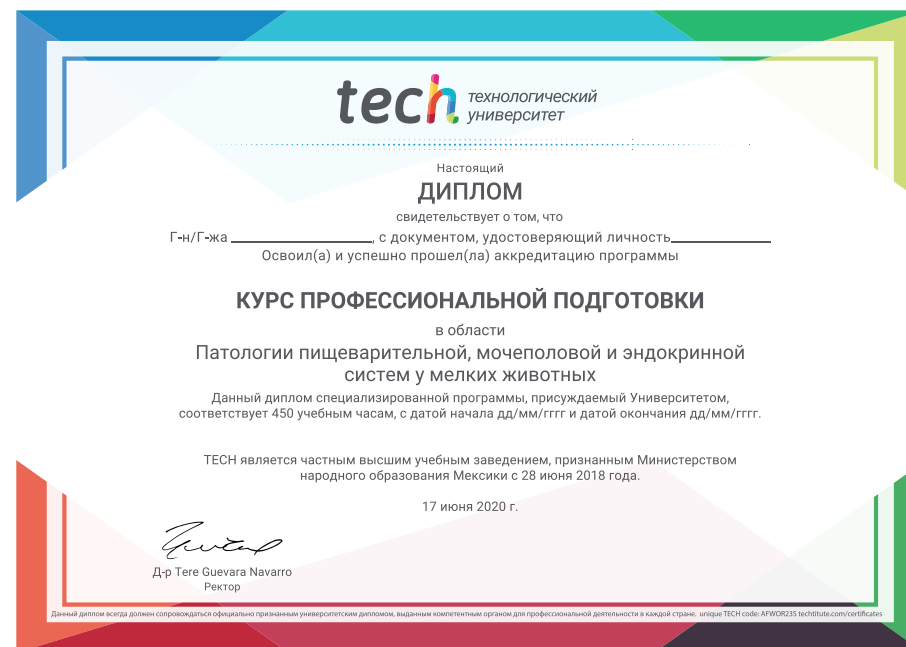 tech технологический
университет
Настоящий
ДИПЛОМ
свидетельствует о том, что
Г-н/Г-жа ____________________, с документом, удостоверяющий личность______________
Освоил(а) и успешно прошел(ла) аккредитацию программы
КУРС ПРОФЕССИОНАЛЬНОЙ ПОДГОТОВКИ
в области
Патологии пищеварительной, мочеполовой и эндокринной
систем у мелких животных
Данный диплом специализированной программы, присуждаемый Университетом,
соответствует 450 учебным часам, с датой начала дд/мм/гггг и датой окончания дд/мм/гггг.
TECH является частным высшим учебным заведением, признанным Министерством
народного образования Мексики с 28 июня 2018 года.
17 июня 2020 г.
Д-р Tere Guevara Navarro
Ректор
Данный диплом всегда должен сопровождаться официально признанным университетским дипломом, выданным компетентным органом для профессиональной деятельности в каждой стране. unique TECH code: AFWOR23S techtitute.com/certificates